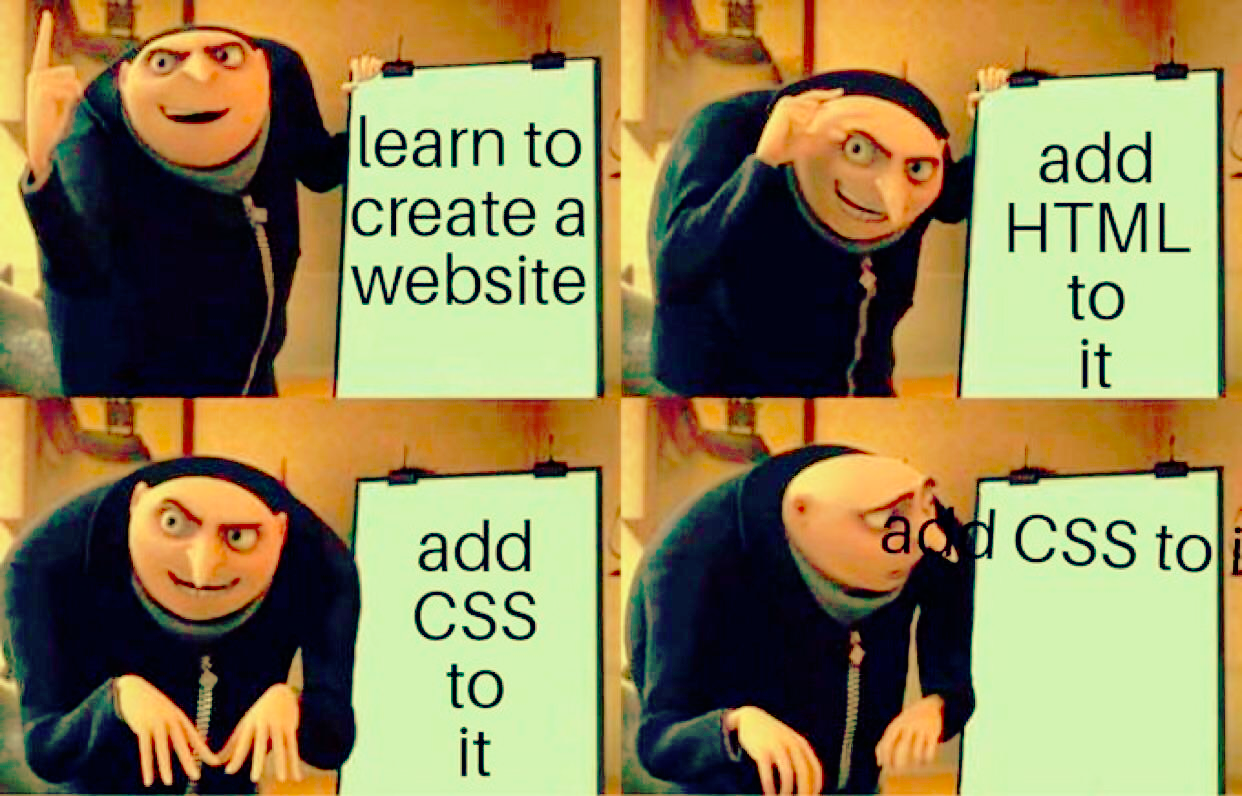 learn to
create a
website
add
HTML
to
it
add
CSS
to
it
add CSS to i